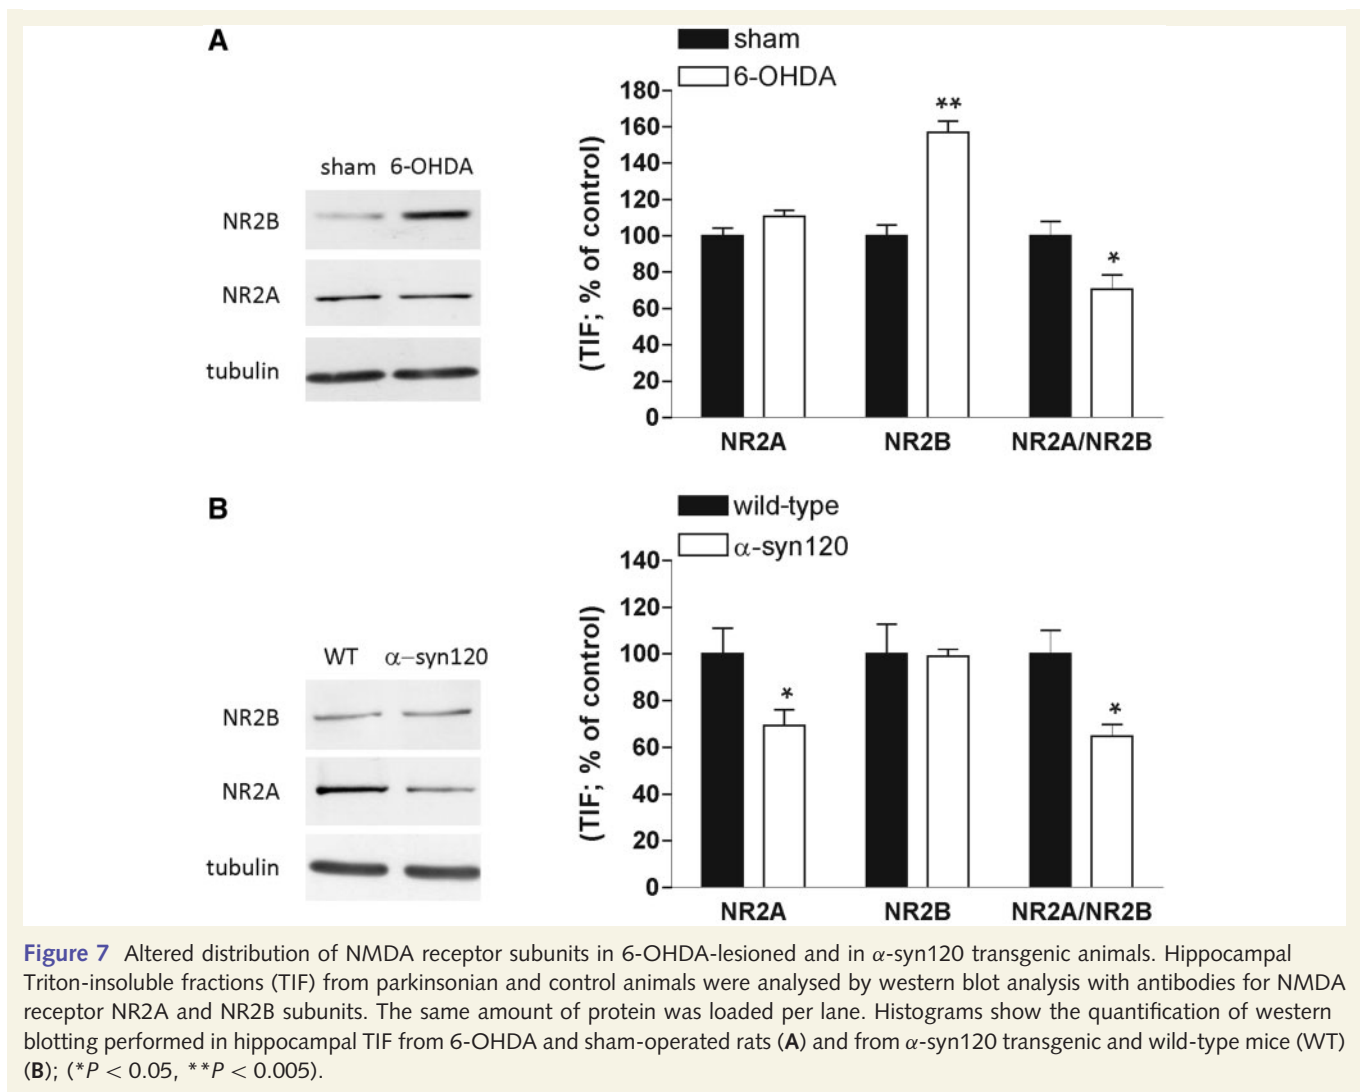 A
sham
6-OHDA
sham 6-OHDA
NR2B
NR2A
tubulin
(TIF; % of control)
180
160
140
120
100
80
60
40
20
0
**
*
NR2A NR2B NR2A/NR2B
B
wild-type
α-syn120
WT α–syn120
NR2B
NR2A
tubulin
(TIF; % of control)
140
120
100
80
60
40
20
0
*
*
NR2A NR2B NR2A/NR2B
Figure 7 Altered distribution of NMDA receptor subunits in 6-OHDA-lesioned and in α-syn120 transgenic animals. Hippocampal
Triton-insoluble fractions (TIF) from parkinsonian and control animals were analysed by western blot analysis with antibodies for NMDA
receptor NR2A and NR2B subunits. The same amount of protein was loaded per lane. Histograms show the quantification of western
blotting performed in hippocampal TIF from 6-OHDA and sham-operated rats (A) and from α-syn120 transgenic and wild-type mice (WT)
(B); (*P < 0.05, **P < 0.005).